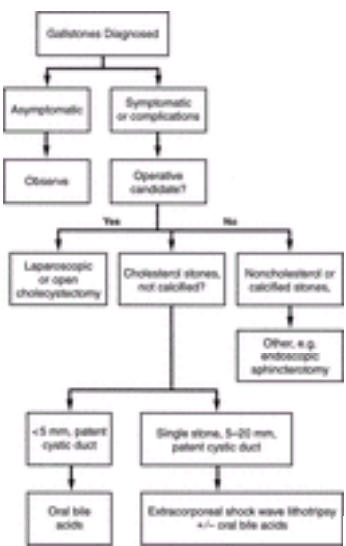 Gallstones Diagnosed
Asymptomatic
Symptomatic
or complications
Observe
Operative
candidate?
Yes
No
Laparoscopic
or open
cholecystectomy
Cholesterol stones,
not calcified?
Noncholesterol or
calcified stones,
Other, e.g.
endoscopic
sphincterotomy
<5 mm, patent
cystic duct
Single stone, 5–20 mm,
patent cystic duct
Oral bile
acids
Extracorporeal shock wave lithotripsy
+/– oral bile acids